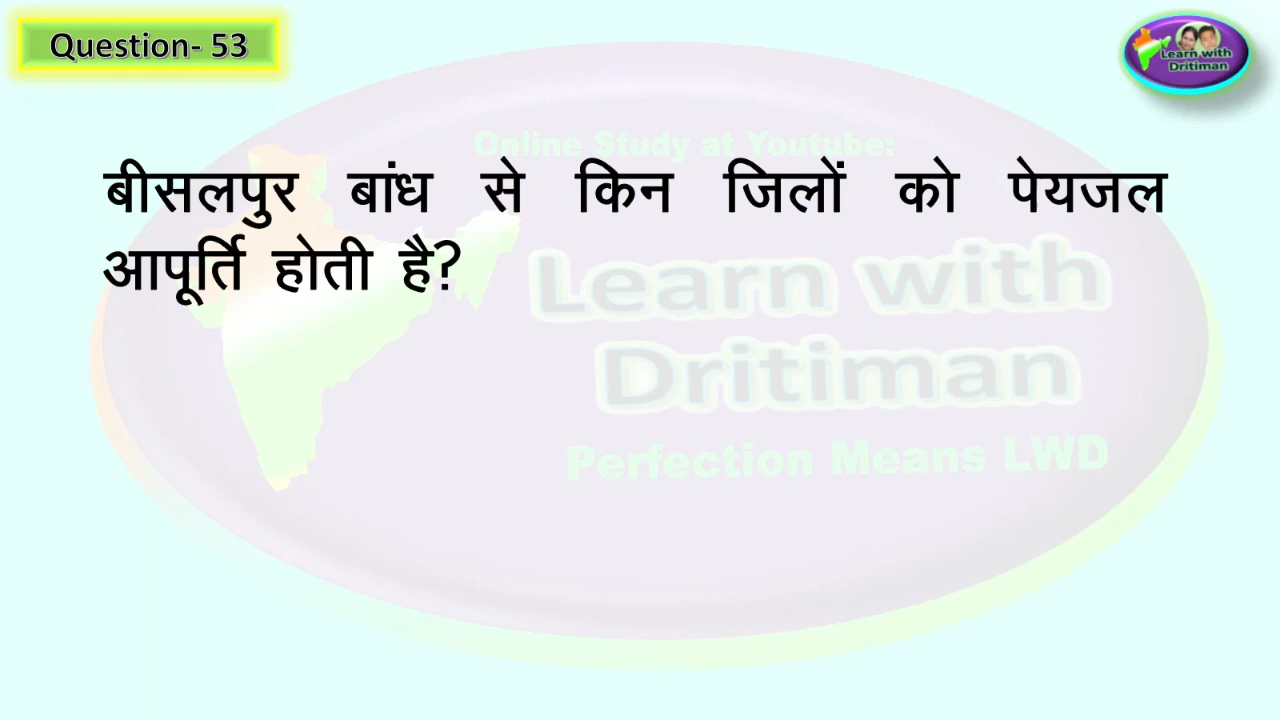 Question- 53
Learn with
Dritiman
Online Study at Youtube:
बीसलपुर बांध से किन जिलों को पेयजल
आपूर्ति होती है?
Learn with
Dritiman
Perfection Means LWD